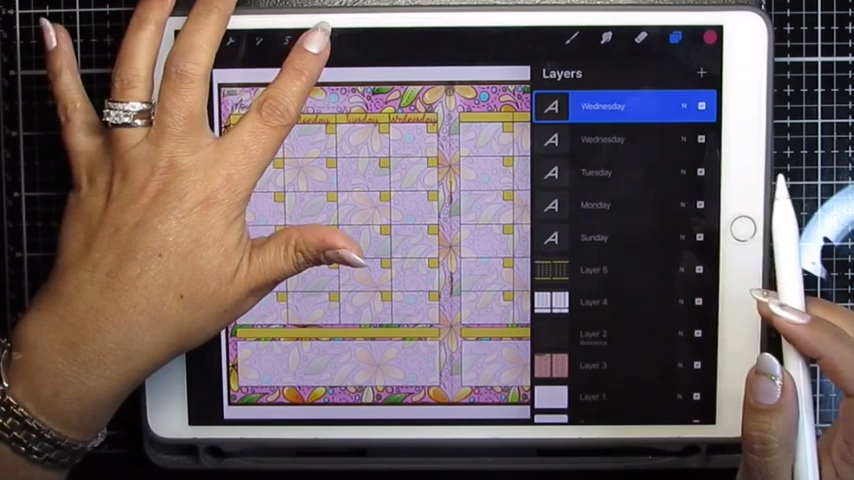 Layers
Wednesday N
Wednesday N
Tuesday N
Monday N
Sunday N
Layer 5 N
Layer 4 N
Layer 2 N
Reference
Layer 3 N
Layer 1 N
Tuesday Wednesday